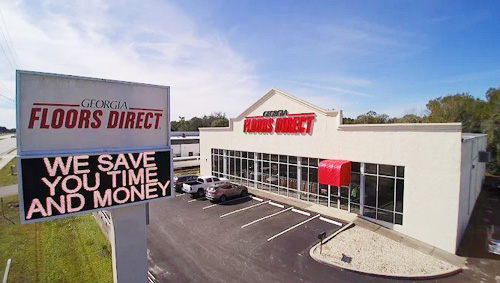 GEORGIA
FLOORS DIRECT
WE SAVE
YOU TIME
AND MONEY
GEORGIA
FLOORS DIRECT